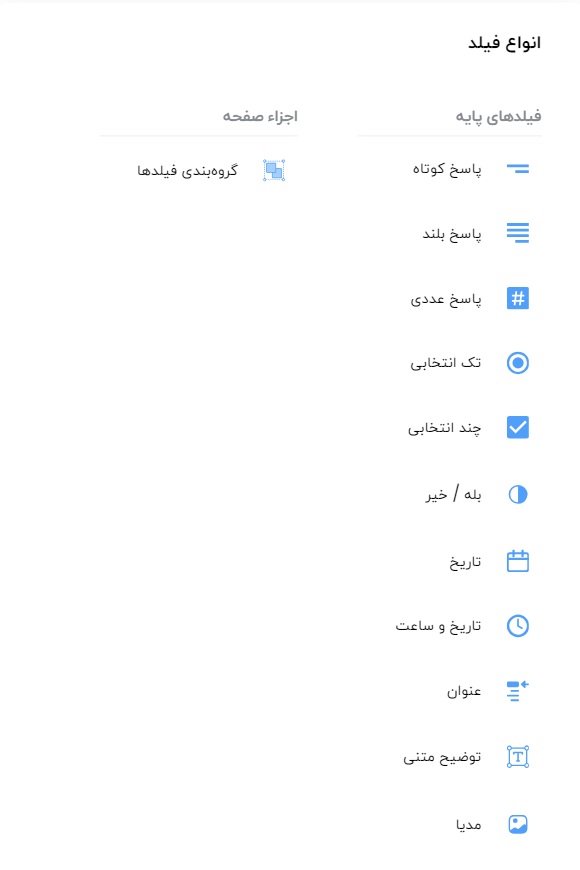 انواع فیلد
فیلدهای پایه
پاسخ کوتاه
پاسخ بلند
پاسخ عددی
تک انتخابی
چند انتخابی
بله / خیر
تاریخ
تاریخ و ساعت
عنوان
توضیح متنی
مدیا
اجزاء صفحه
گروه‌بندی فیلدها